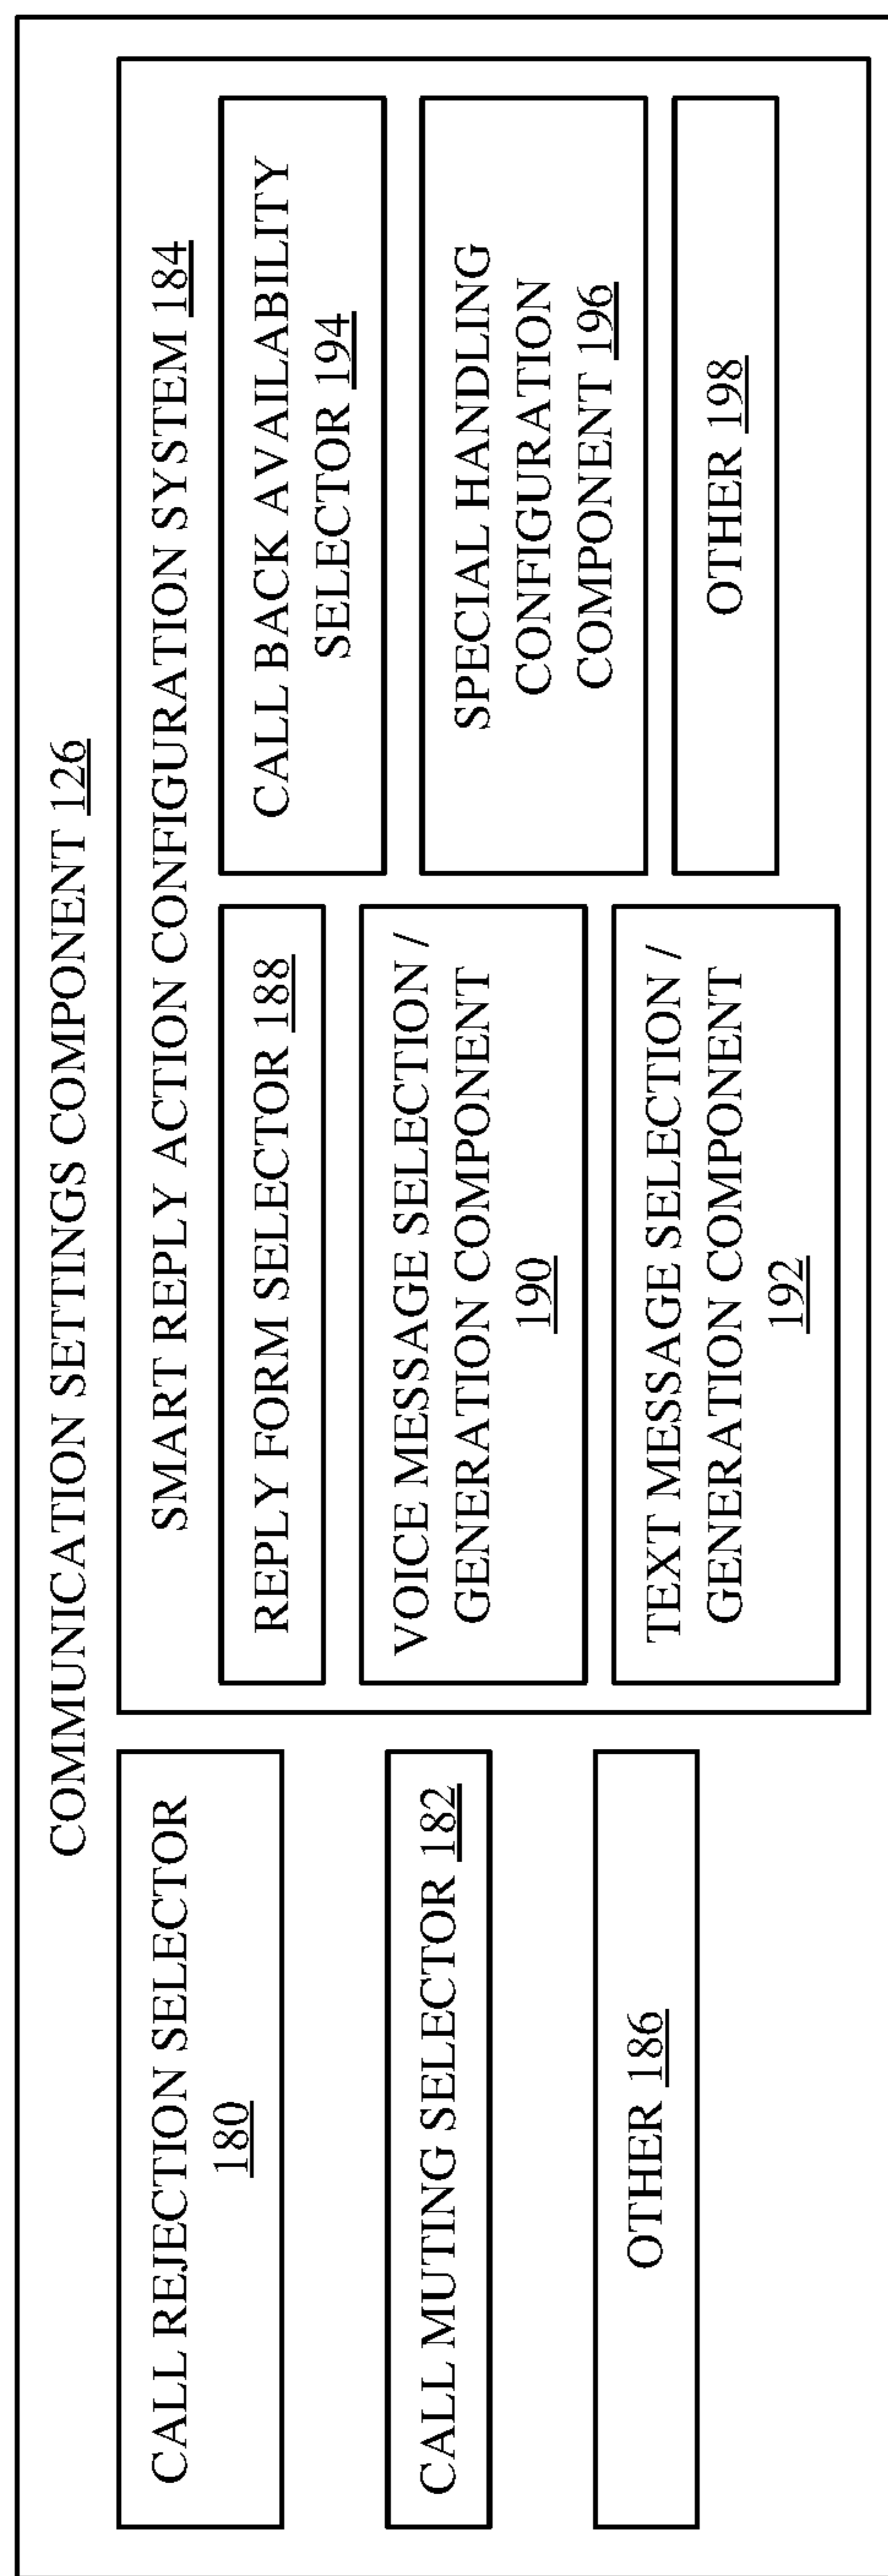 COMMUNICATION SETTINGS COMPONENT 126
CALL REJECTION SELECTOR
180
CALL MUTING SELECTOR 182
OTHER 186
SMART REPLY ACTION CONFIGURATION SYSTEM 184
REPLY FORM SELECTOR 188
VOICE MESSAGE SELECTION /
GENERATION COMPONENT
190
TEXT MESSAGE SELECTION /
GENERATION COMPONENT
192
CALL BACK AVAILABILITY
SELECTOR 194
SPECIAL HANDLING
CONFIGURATION
COMPONENT 196
OTHER 198